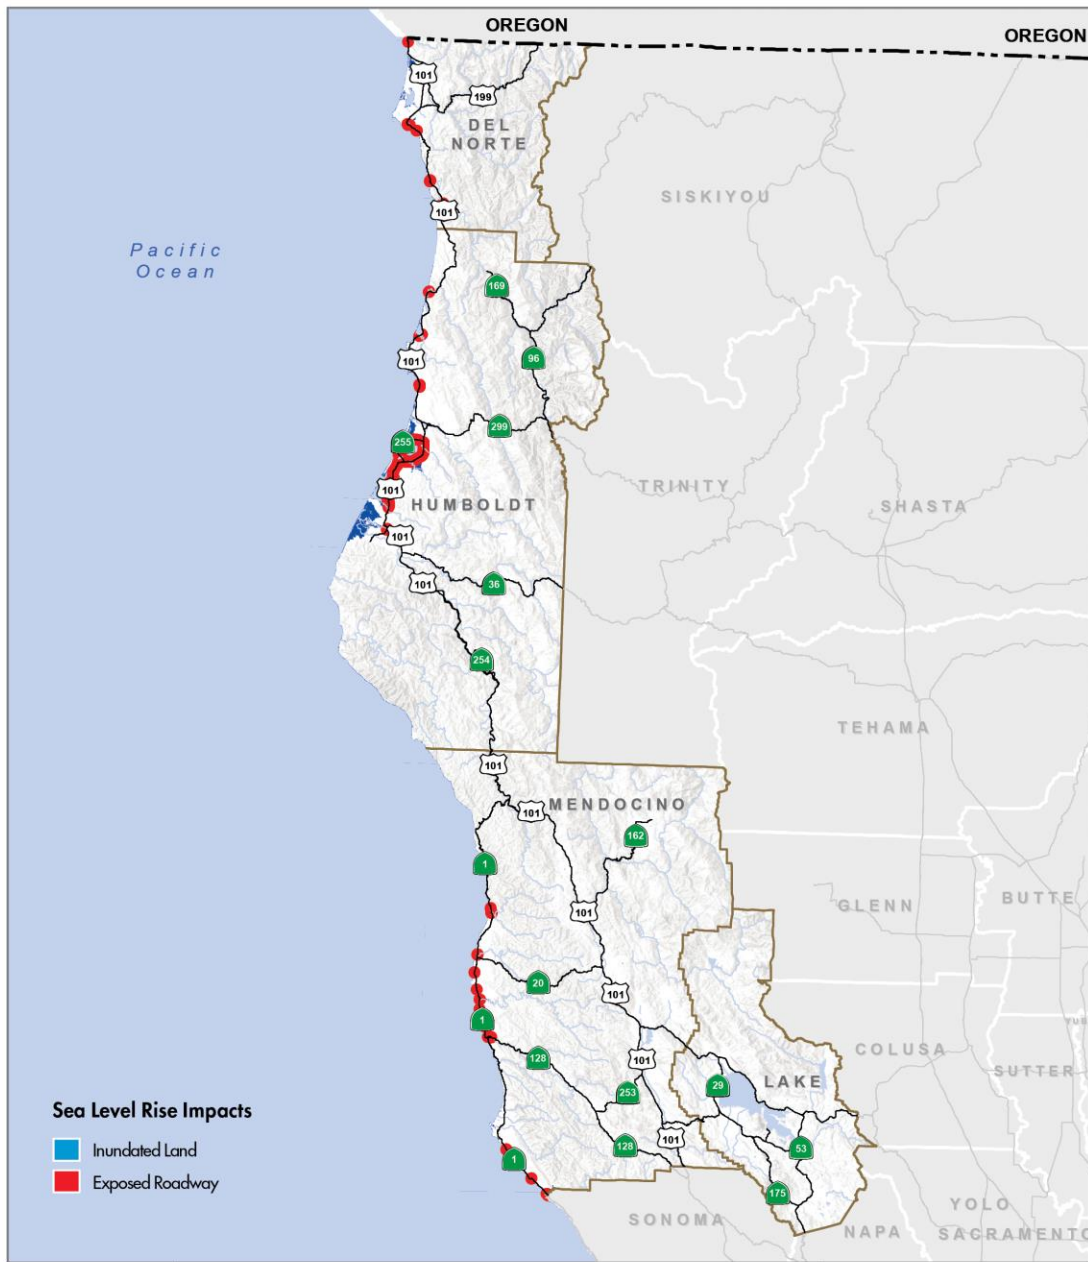 OREGON
OREGON
101
199
DEL
NORTE
SISKIYOU
101
Pacific
Ocean
169
101
96
299
255
TRINITY
101
HUMBOLDT
SHASTA
101
101
36
254
TEHAMA
101
MENDOCINO
101
162
1
GLENN
BUTTE
101
20
101
1
COLUSA
128
101
SUTTER
LAKE
29
253
Sea Level Rise Impacts
101
Inundated Land
128
53
1
Exposed Roadway
175
YOLO
SONOMA
NAPA
SACRAMENTO